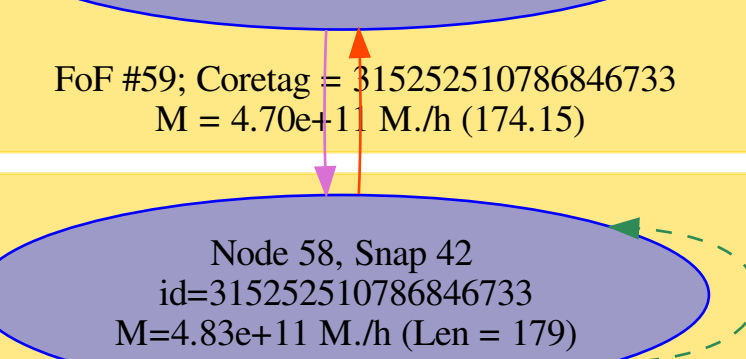 FoF #59; Coretag = 315252510786846733
M = 4.70e+11 M./h (174.15)
Node 58, Snap 42
id=315252510786846733
M=4.83e+11 M./h (Len = 179)